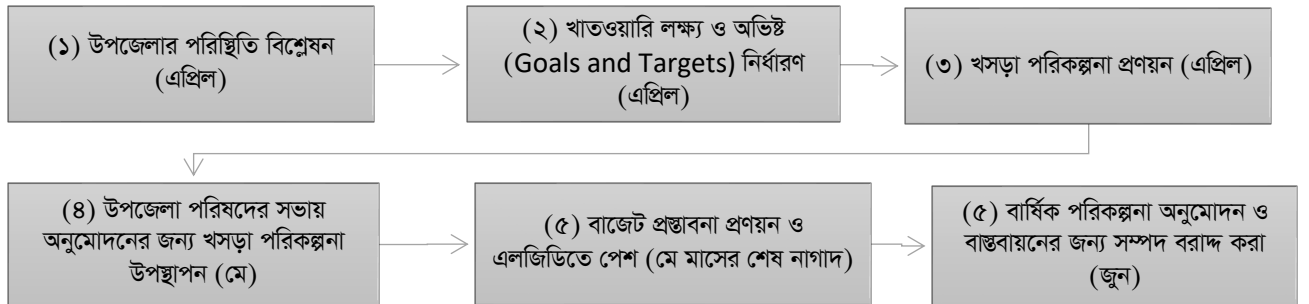 (১) উপজেলার পরিস্থিতি বিশ্লেষন
(এপ্রিল)
(২) খাতওয়ারি লক্ষ্য ও অভিষ্ট
(Goals and Targets) নির্ধারণ
(এপ্রিল)
(৩) খসড়া পরিকল্পনা প্রণয়ন (এপ্রিল)
(৪) উপজেলা পরিষদের সভায়
অনুমোদনের জন্য খসড়া পরিকল্পনা
উপস্থাপন (মে)
(৫) বাজেট প্রস্তাবনা প্রণয়ন ও
এলজিডিতে পেশ (মে মাসের শেষ নাগাদ)
(৫) বার্ষিক পরিকল্পনা অনুমোদন ও
বাস্তবায়নের জন্য সম্পদ বরাদ্দ করা
(জুন)